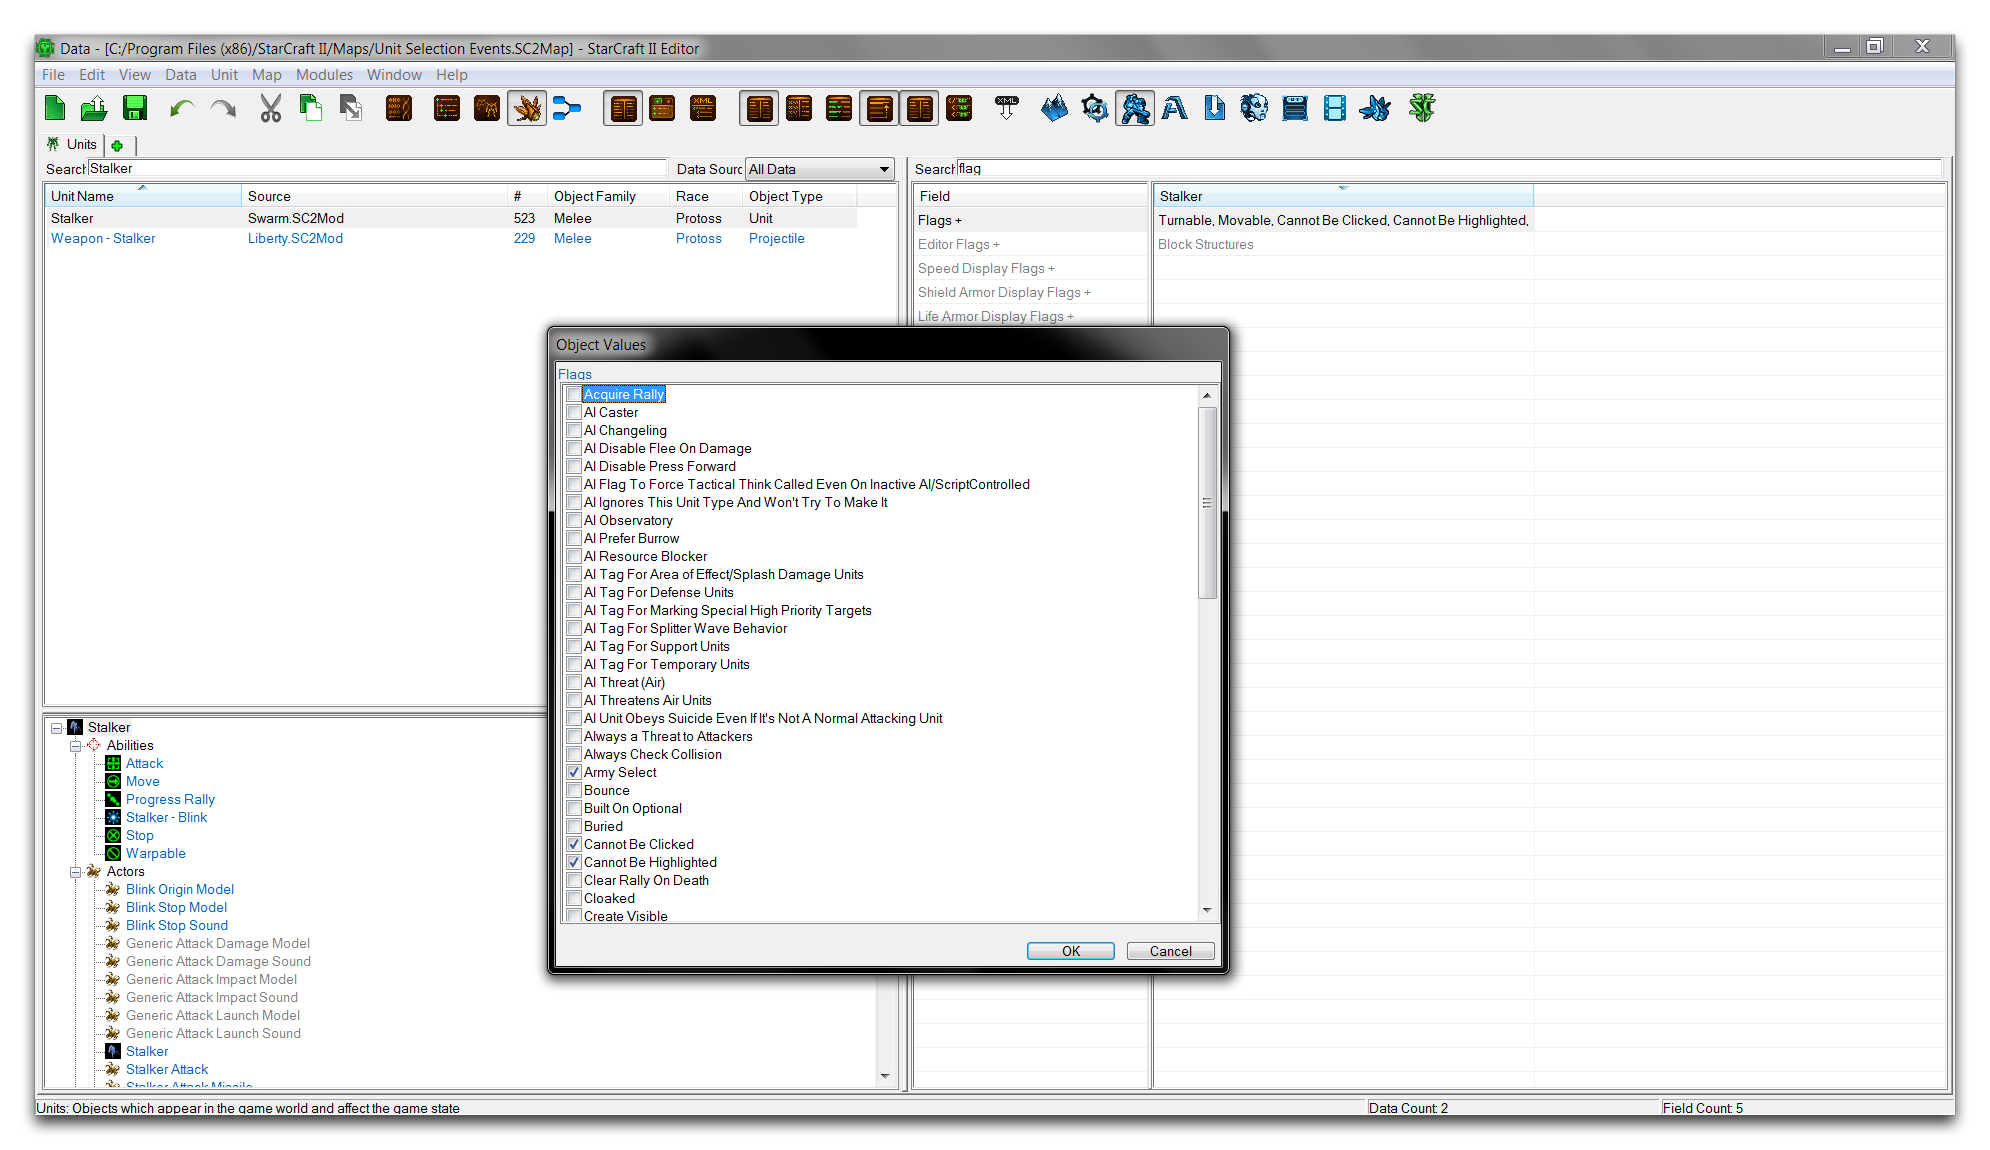 Data - [C:/Program Files (x86)/StarCraft II/Maps/Unit Selection Events.SC2Map] - StarCraft II Editor
File Edit View Data Unit Map Modules Window Help
Units
Search Stalker Data Sourc All Data
Search flag
Unit Name Source # Object Family Race Object Type
Stalker Swarm.SC2Mod 523 Melee Protoss Unit
Weapon - Stalker Liberty.SC2Mod 229 Melee Protoss Projectile
Field Stalker
Flags + Turnable, Movable, Cannot Be Clicked, Cannot Be Highlighted,
Editor Flags + Block Structures
Speed Display Flags +
Shield Armor Display Flags +
Life Armor Display Flags +
Object Values
Flags
Acquire Rally
AI Caster
AI Changeling
AI Disable Flee On Damage
AI Disable Press Forward
AI Flag To Force Tactical Think Called Even On Inactive AI/ScriptControlled
AI Ignores This Unit Type And Won't Try To Make It
AI Observatory
AI Prefer Burrow
AI Resource Blocker
AI Tag For Area of Effect/Splash Damage Units
AI Tag For Defense Units
AI Tag For Marking Special High Priority Targets
AI Tag For Splitter Wave Behavior
AI Tag For Support Units
AI Tag For Temporary Units
AI Threat (Air)
AI Threatens Air Units
AI Unit Obeys Suicide Even If It's Not A Normal Attacking Unit
Always a Threat to Attackers
Always Check Collision
Army Select
Bounce
Built On Optional
Buried
Cannot Be Clicked
Cannot Be Highlighted
Clear Rally On Death
Cloaked
Create Visible
OK Cancel
Stalker
Abilities
Attack
Move
Progress Rally
Stalker - Blink
Stop
Warpable
Actors
Blink Origin Model
Blink Stop Model
Blink Stop Sound
Generic Attack Damage Model
Generic Attack Damage Sound
Generic Attack Impact Model
Generic Attack Impact Sound
Generic Attack Launch Model
Generic Attack Launch Sound
Stalker
Stalker Attack
Stalker Attack Missile
Units: Objects which appear in the game world and affect the game state Data Count: 2 Field Count: 5